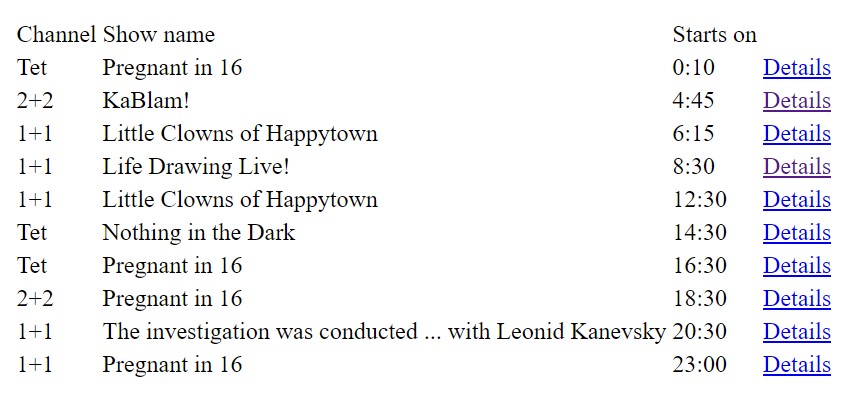 Channel Show name Starts on
Tet Pregnant in 16 0:10 Details
2+2 KaBlam! 4:45 Details
1+1 Little Clowns of Happytown 6:15 Details
1+1 Life Drawing Live! 8:30 Details
1+1 Little Clowns of Happytown 12:30 Details
Tet Nothing in the Dark 14:30 Details
Tet Pregnant in 16 16:30 Details
2+2 Pregnant in 16 18:30 Details
1+1 The investigation was conducted ... with Leonid Kanevsky 20:30 Details
1+1 Pregnant in 16 23:00 Details